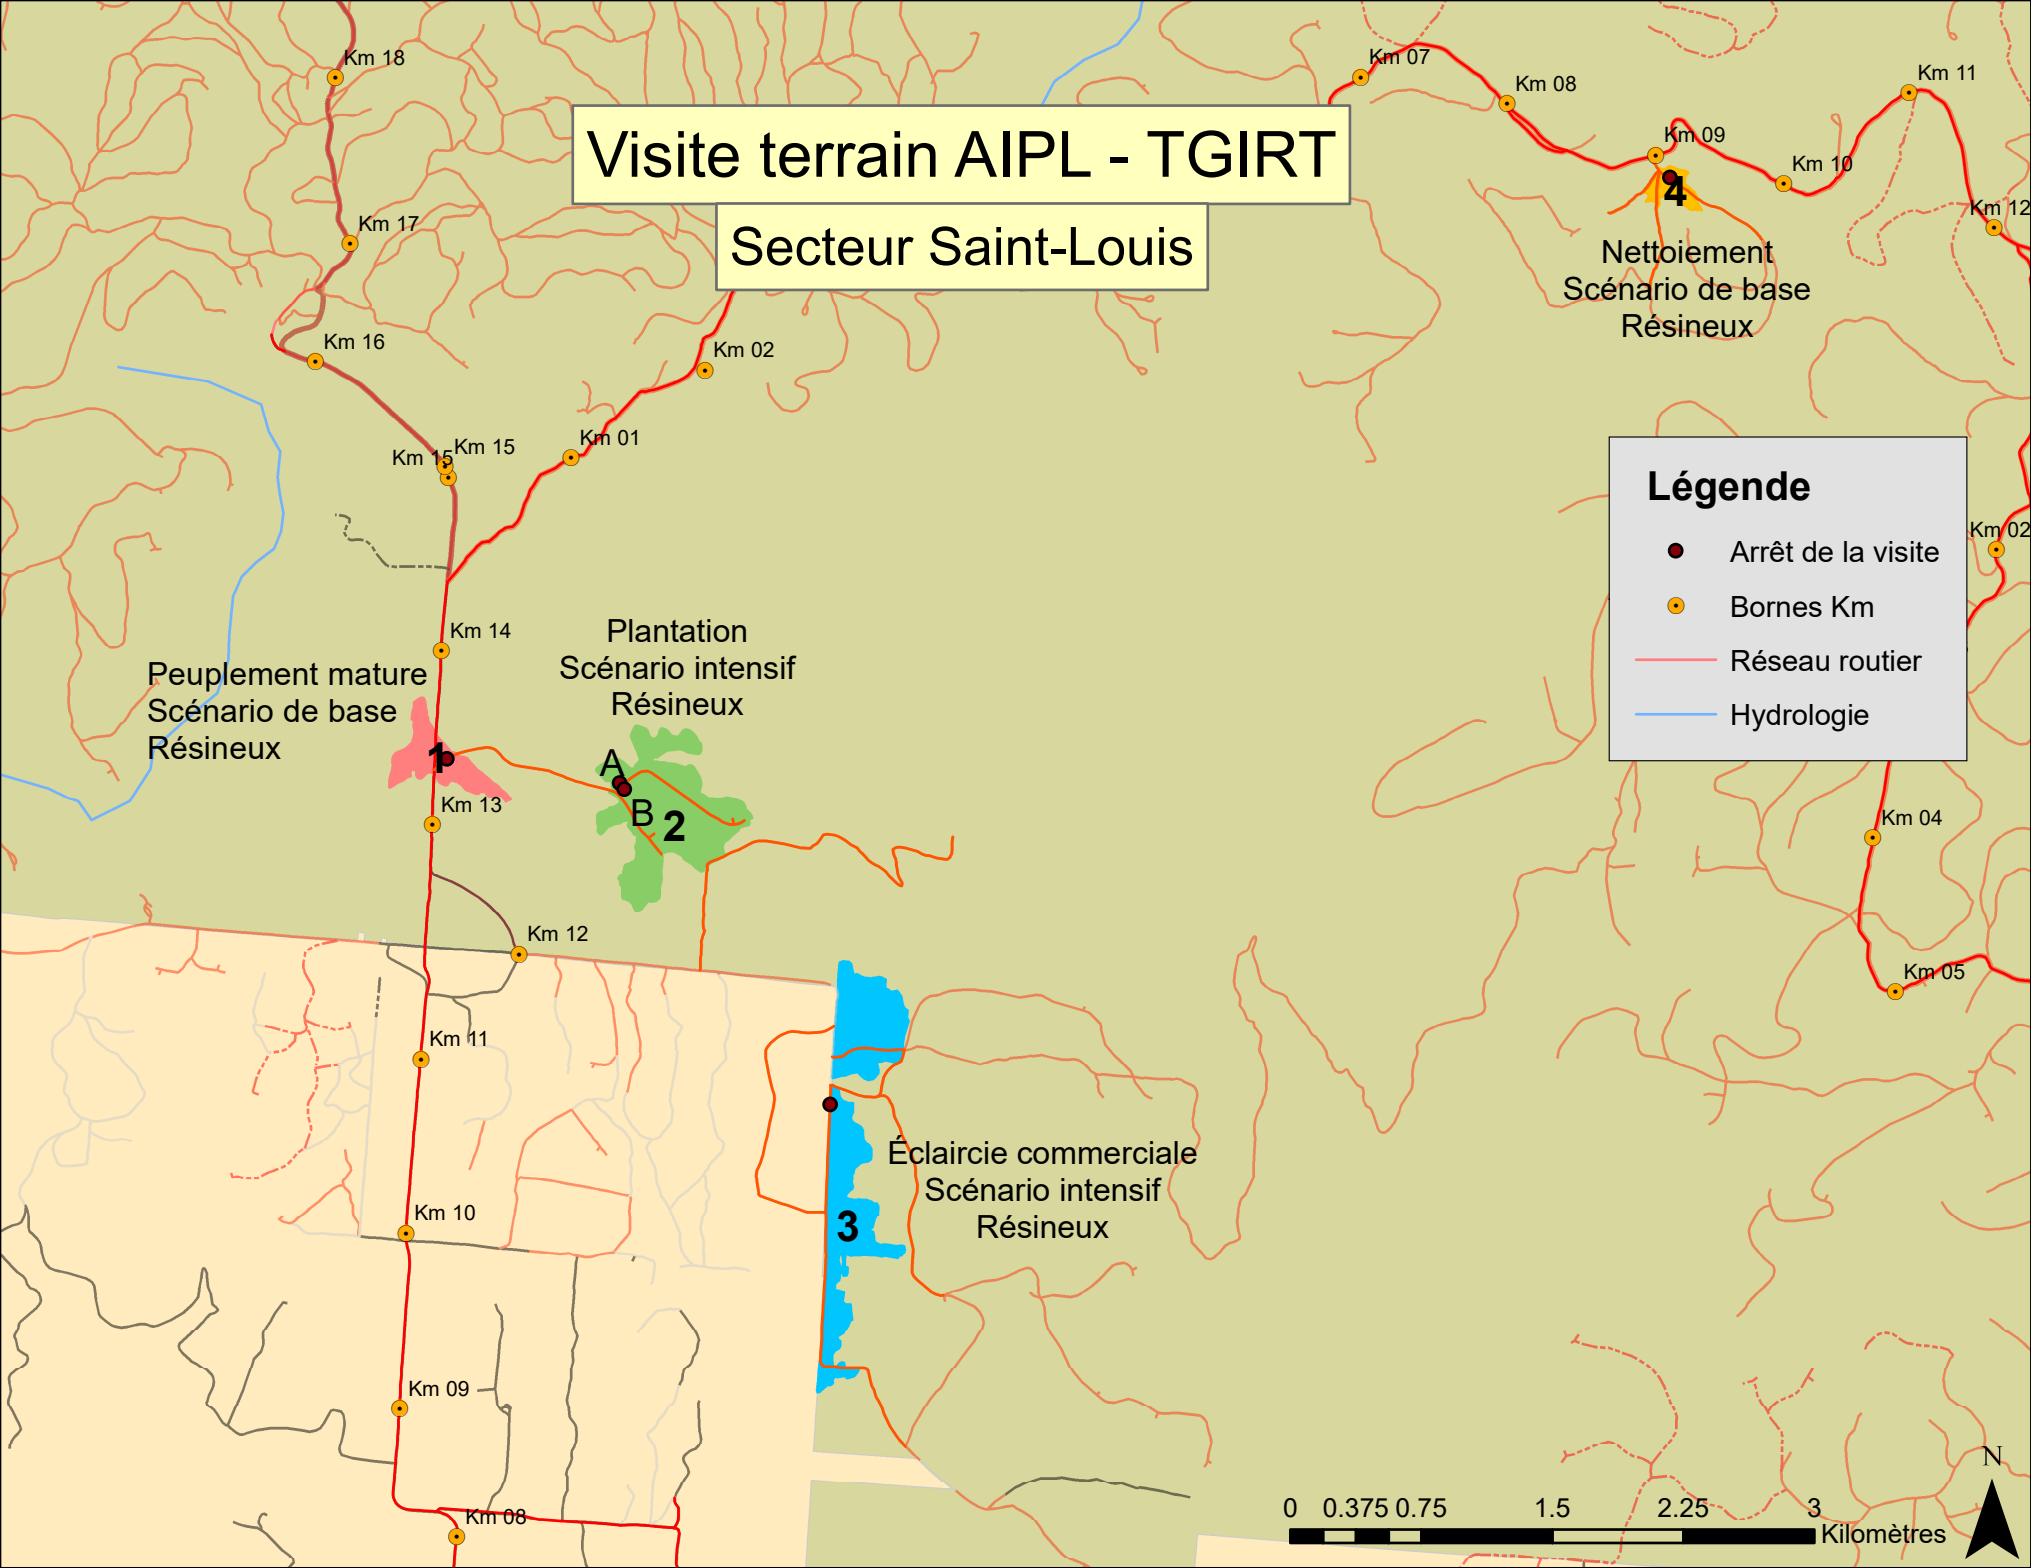 Km 18
Km 07
Km 08
Km 11
Visite terrain AIPL - TGIRT
Km 09
Km 10
4
Km 12
Km 17
Secteur Saint-Louis
Nettoiement
Scénario de base
Résineux
Km 16
Km 02
Km 01
Km 15
Km 15
Légende
Arrêt de la visite
Bornes Km
Réseau routier
Hydrologie
Km 02
Km 14
Plantation
Scénario intensif
Résineux
Peuplement mature
Scénario de base
Résineux
1
A
B
2
Km 13
Km 04
Km 12
Km 05
Km 11
Éclaircie commerciale
Scénario intensif
Résineux
3
Km 10
Km 09
Km 08
N
0 0.375 0.75 1.5 2.25 3
Kilomètres